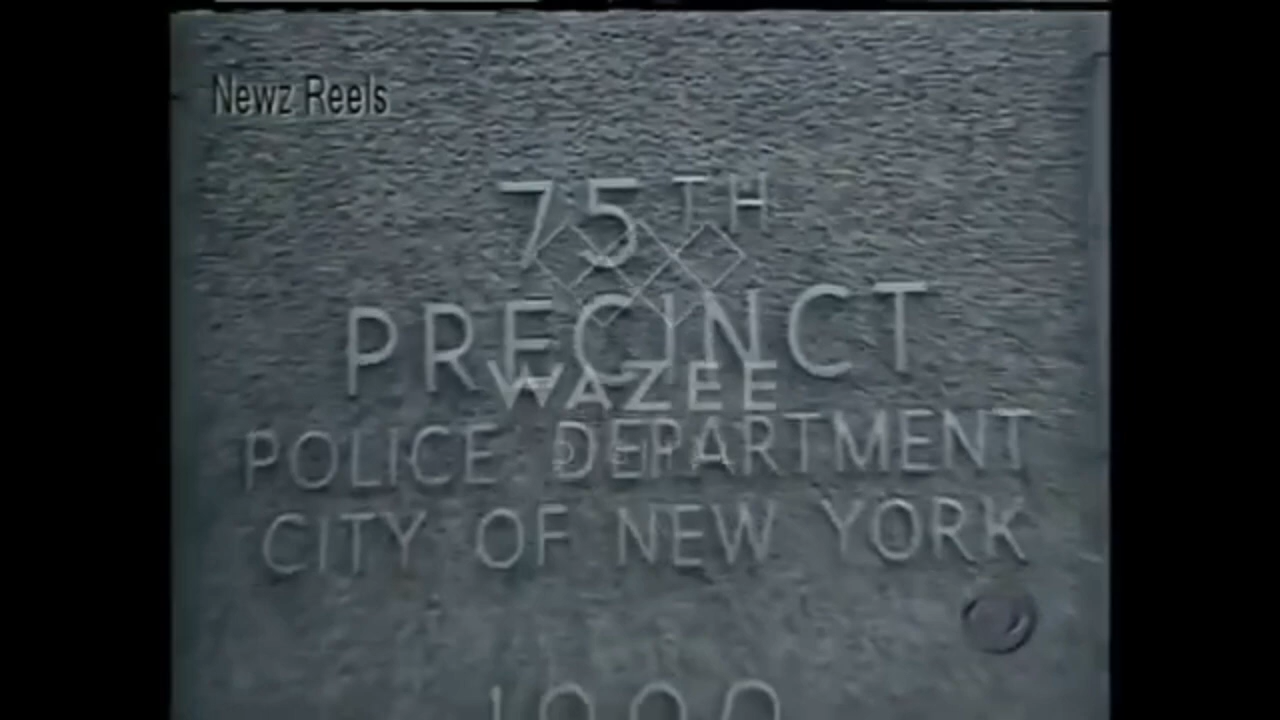 Newz Reels
75TH
PRECINCT
WAZEE
POLICE DEPARTMENT
CITY OF NEW YORK